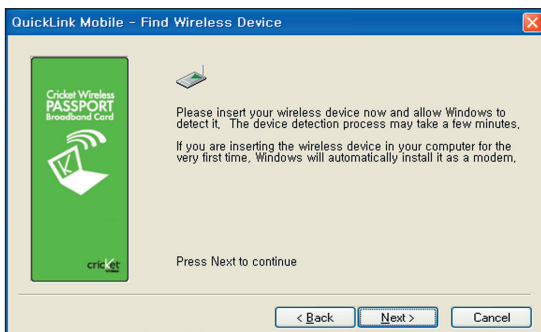 QuickLink Mobile - Find Wireless Device
Cricket Wireless
PASSPORT
Broadband Card
K
cricket
Please insert your wireless device now and allow Windows to
detect it. The device detection process may take a few minutes.
If you are inserting the wireless device in your computer for the
very first time, Windows will automatically install it as a modem.
Press Next to continue
< Back
Next >
Cancel